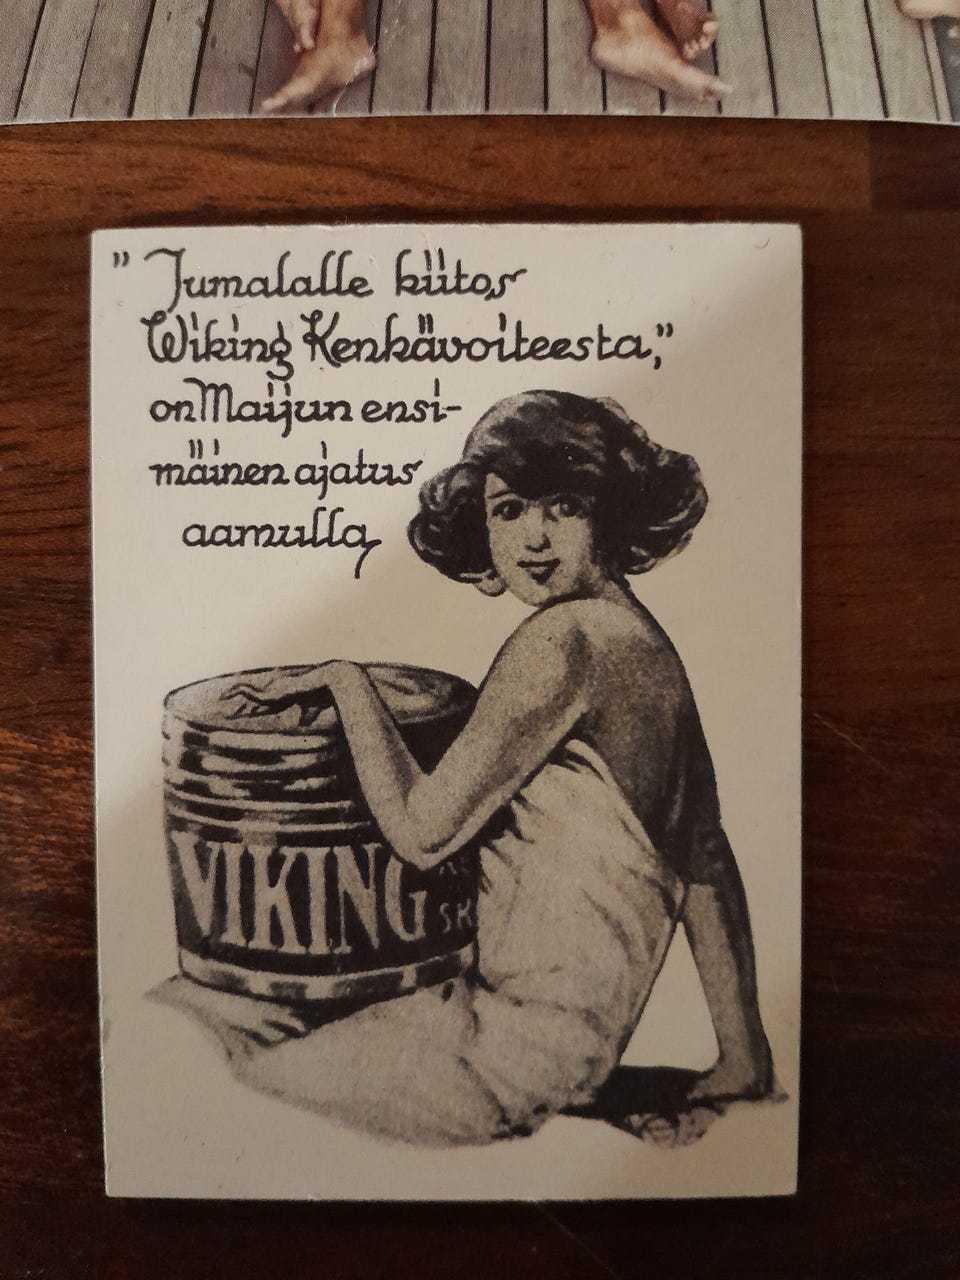 " Jumalalle kiitos
Wiking Kenkävoiteesta,"
on Maijun ensi-
mäinen ajatus
aamulla,
VIKING